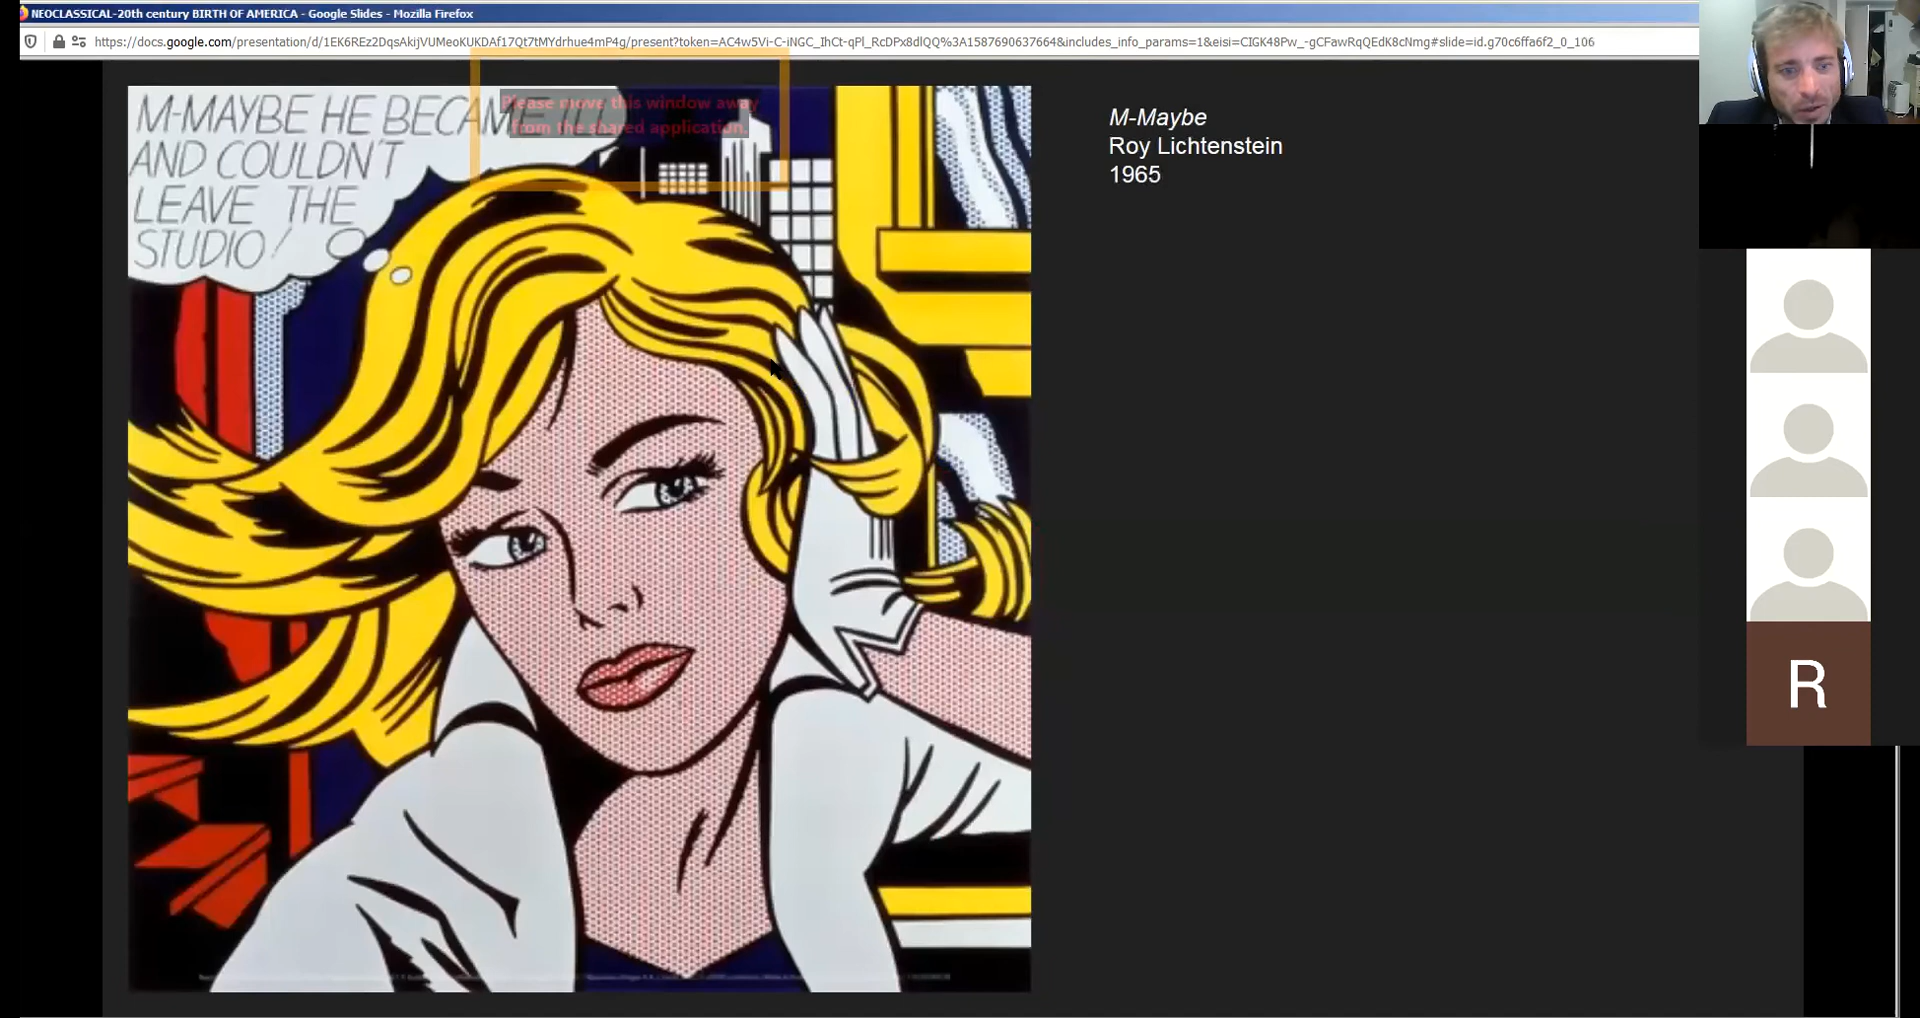 NEOCLASSICAL-20th century BIRTH OF AMERICA - Google Slides - Mozilla Firefox
https://docs.google.com/presentation/d/1EK6REz2DqsAkijVUMeoKUKDAf17Qt7tMYdrhue4mP4g/present?token=AC4w5Vi-C-iNGC_IhCt-qPl_RcDPx8dlQQ%3A1587690637664&includes_info_params=1&eisi=CIGK48Pw_-gCFawRqQEdK8cNmg#slide=id.g70c6ffa6f2_0_106
Please move this window away
from the shared application.
M-MAYBE HE BECAME ILL
AND COULDN'T
LEAVE THE
STUDIO!
M-Maybe
Roy Lichtenstein
1965
R